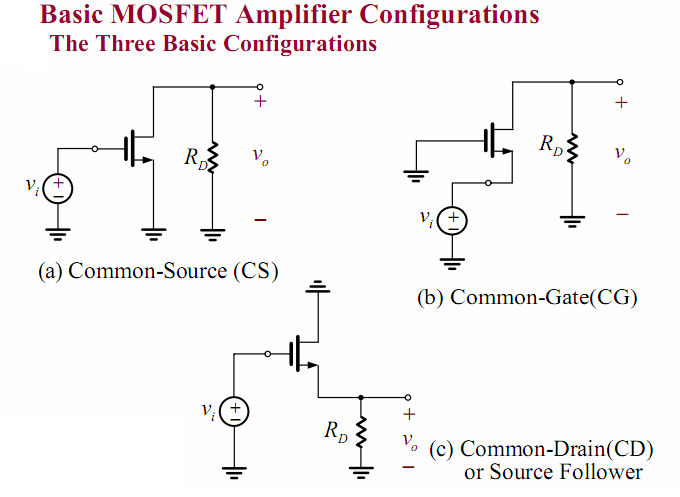 Basic MOSFET Amplifier Configurations
The Three Basic Configurations
+
R_D
v_o
v_i
+
−
−
(a) Common-Source (CS)
+
R_D
v_o
v_i
+
−
−
(b) Common-Gate(CG)
v_i
+
−
R_D
+
v_o
−
(c) Common-Drain(CD)
or Source Follower